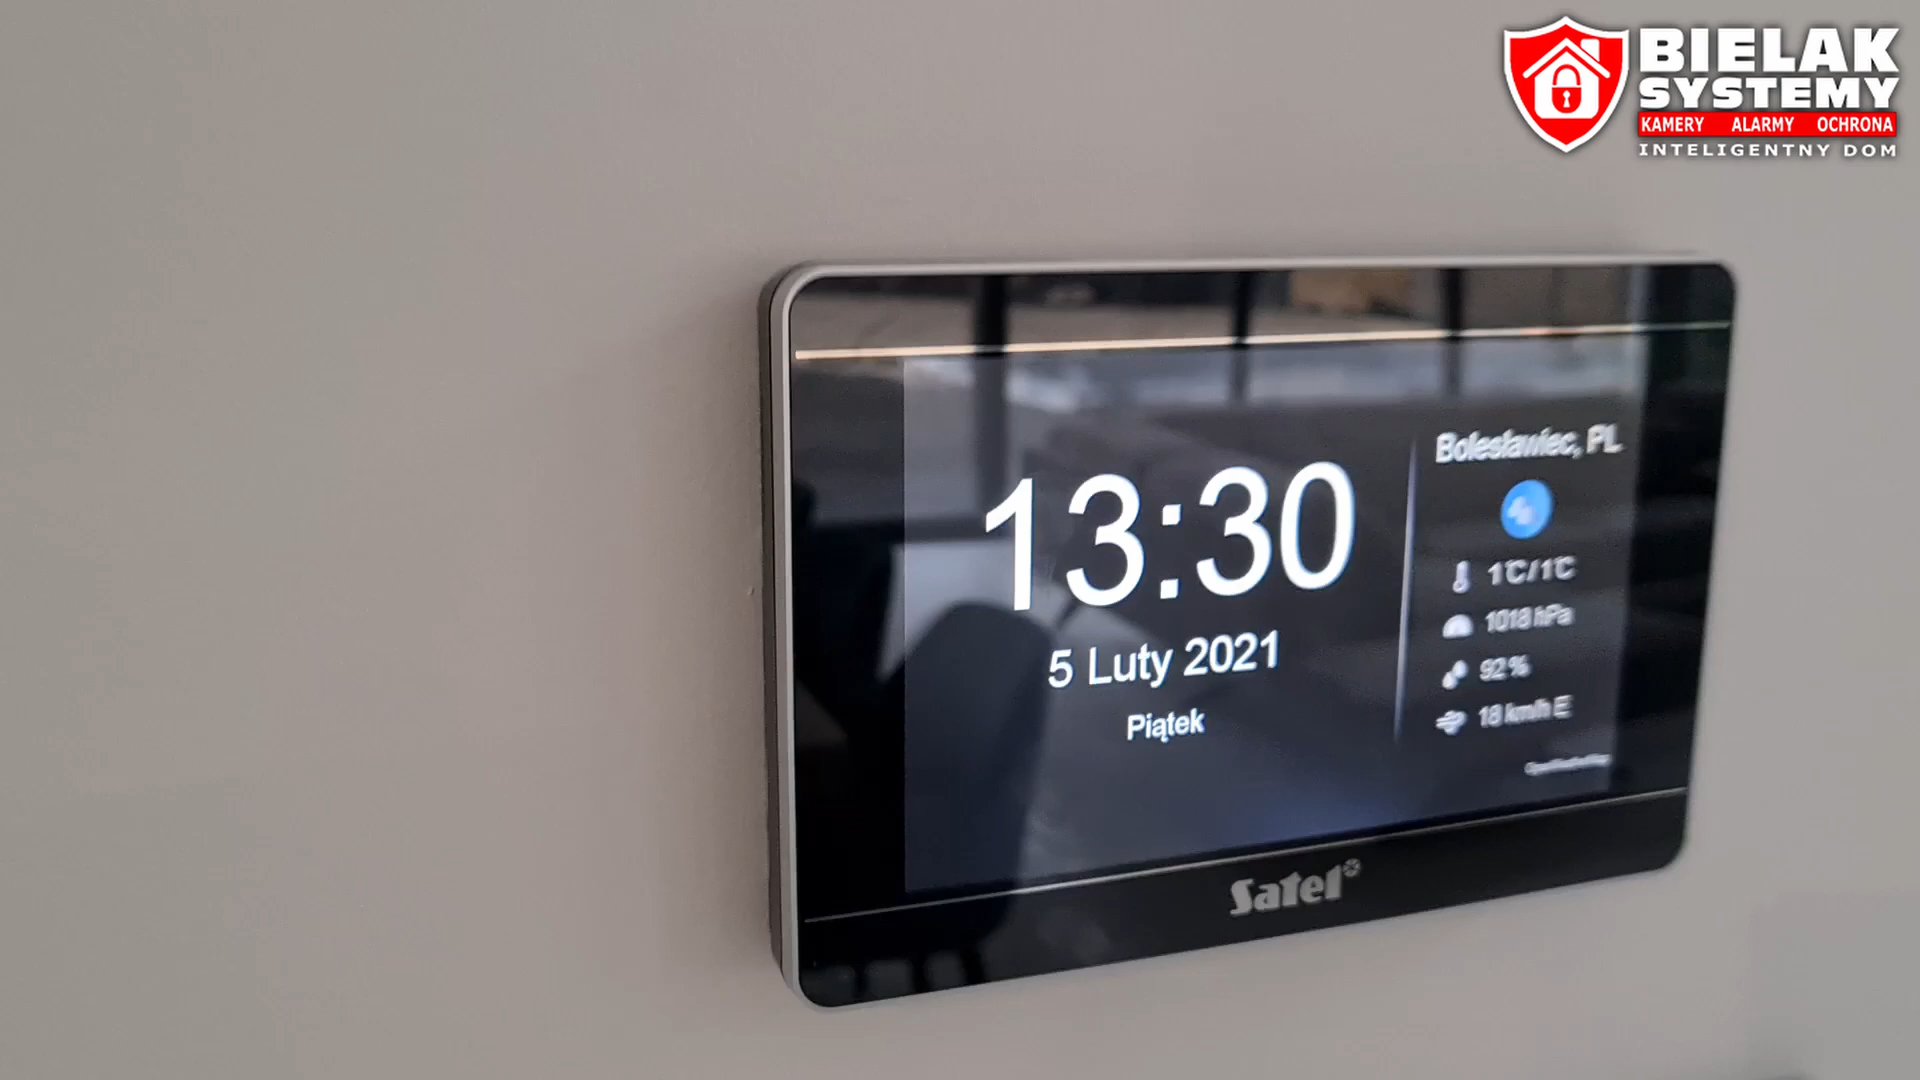 BIELAK
SYSTEMY
KAMERY ALARMY OCHRONA
INTELIGENTNY DOM
Bolesławiec, PL
13:30
1℃/1℃
1018 hPa
5 Luty 2021
92%
Piątek
18 km/h E
OpenWeatherMap
Satel